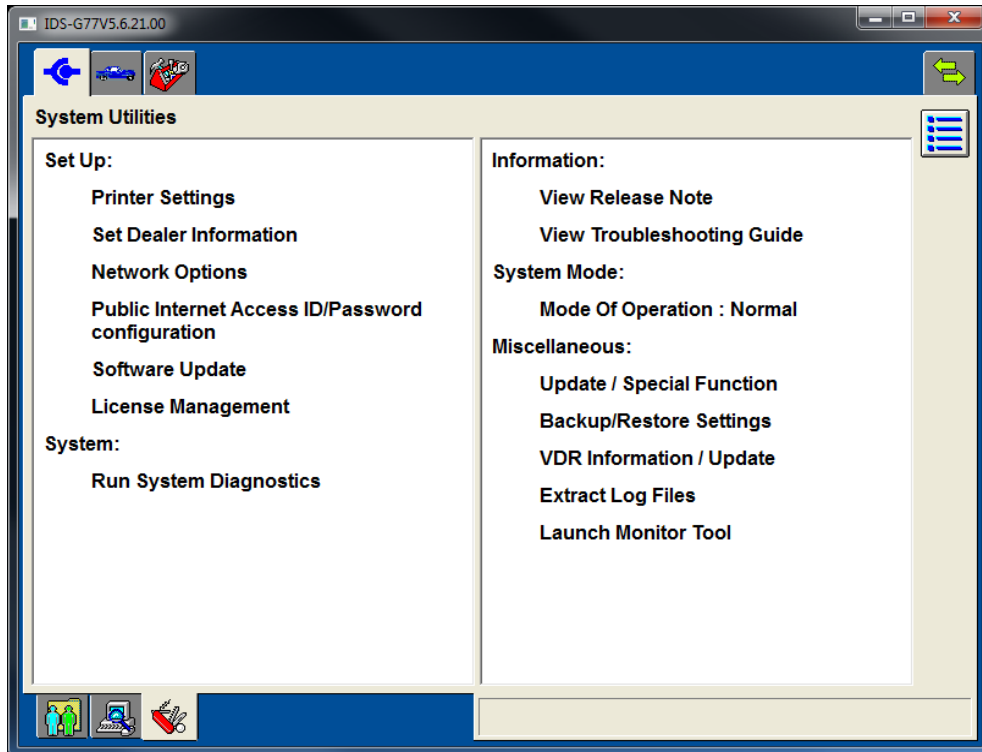 IDS-G77V5.6.21.00
System Utilities
Set Up:
Printer Settings
Set Dealer Information
Network Options
Public Internet Access ID/Password
configuration
Software Update
License Management
System:
Run System Diagnostics
Information:
View Release Note
View Troubleshooting Guide
System Mode:
Mode Of Operation : Normal
Miscellaneous:
Update / Special Function
Backup/Restore Settings
VDR Information / Update
Extract Log Files
Launch Monitor Tool